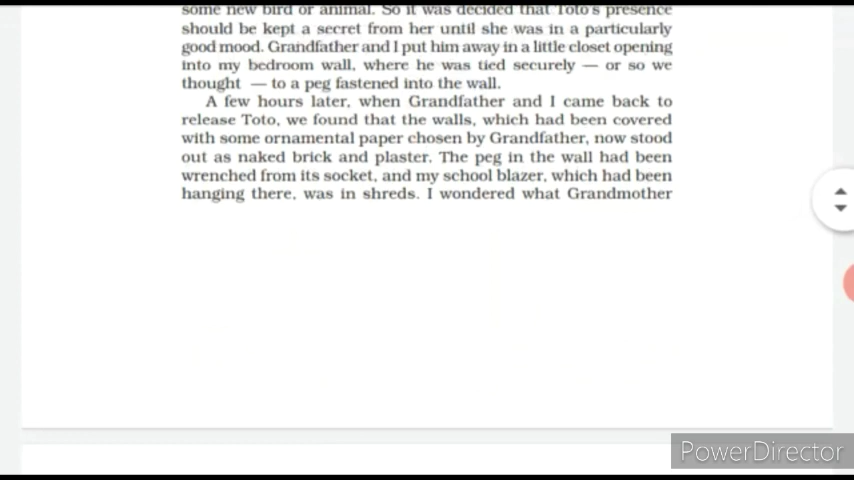 some new bird or animal. So it was decided that Toto's presence
should be kept a secret from her until she was in a particularly
good mood. Grandfather and I put him away in a little closet opening
into my bedroom wall, where he was tied securely — or so we
thought — to a peg fastened into the wall.
A few hours later, when Grandfather and I came back to
release Toto, we found that the walls, which had been covered
with some ornamental paper chosen by Grandfather, now stood
out as naked brick and plaster. The peg in the wall had been
wrenched from its socket, and my school blazer, which had been
hanging there, was in shreds. I wondered what Grandmother
PowerDirector